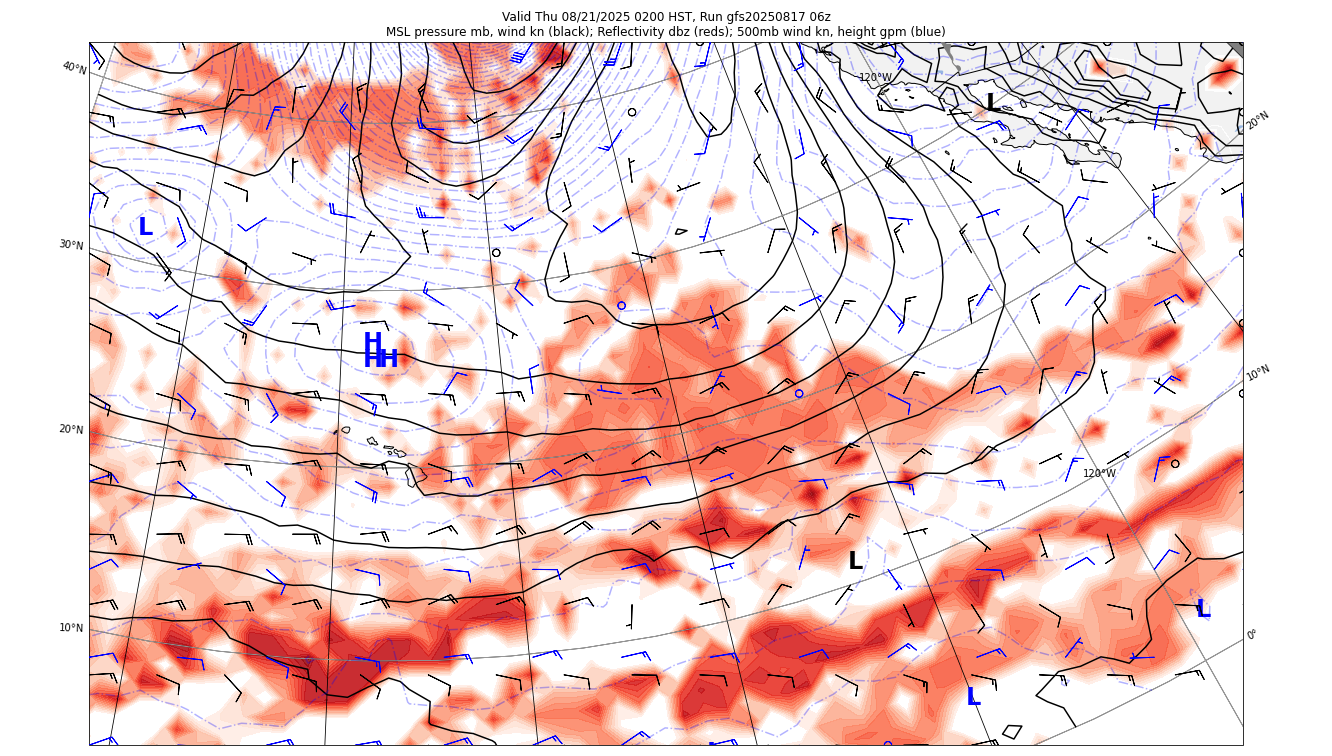 Valid Thu 08/21/2025 0200 HST, Run gfs20250817 06z
MSL pressure mb, wind kn (black); Reflectivity dbz (reds); 500mb wind kn, height gpm (blue)
40°N
120°W
L
20°N
L
30°N
H
HH
10°N
20°N
120°W
L
L
10°N
0°
L